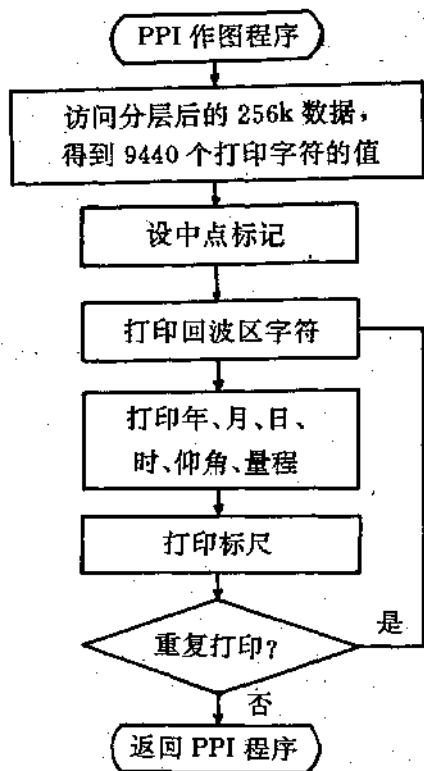 PPI 作图程序
访问分层后的 256k 数据，
得到 9440 个打印字符的值
设中点标记
打印回波区字符
打印年、月、日、
时、仰角、量程
打印标尺
重复打印？
是
否
返回 PPI 程序